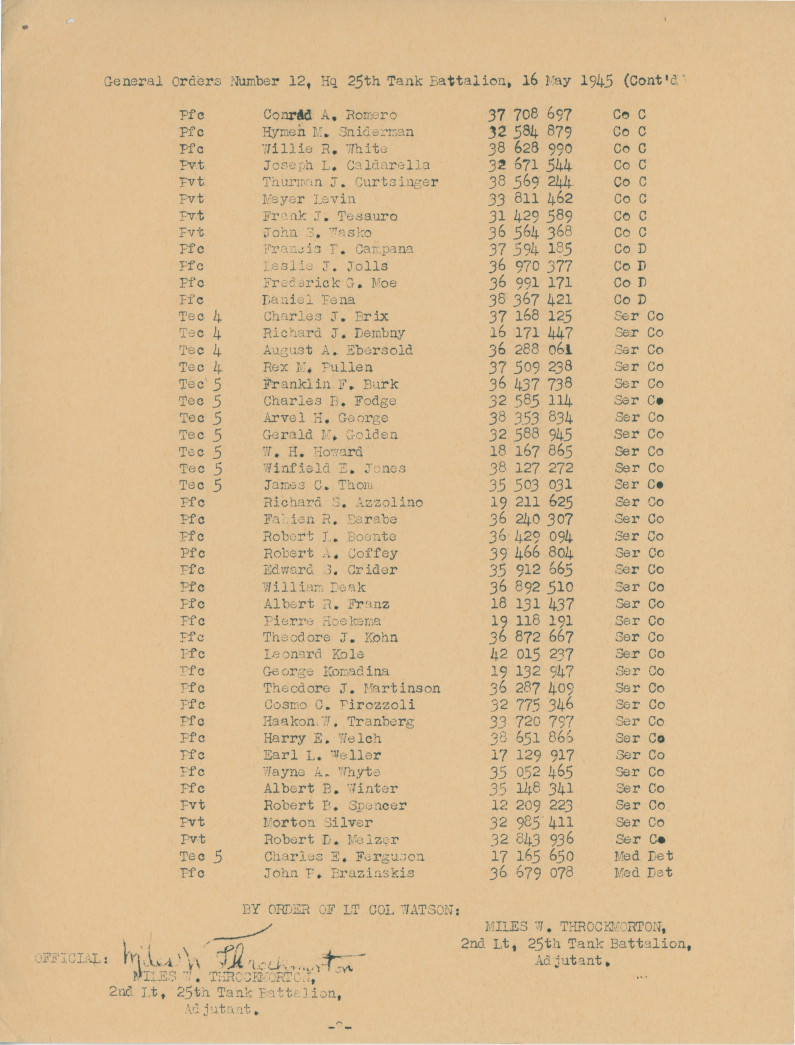 General Orders Number 12, Hq 25th Tank Battalion, 16 May 1945 (Cont'd
Pfc Conrad A. Romero 37 708 697 Co C
Pfc Hymen M. Sniderman 32 584 879 Co C
Pfc Willie R. White 38 628 990 Co C
Pvt Joseph L. Caldarella 32 671 544 Co C
Pvt Thurman J. Curtsinger 38 569 244 Co C
Pvt Meyer Levin 33 811 462 Co C
Pvt Frank J. Tesauro 31 429 589 Co C
Pvt John S. Wasko 36 564 368 Co C
Pfc Francis T. Campana 37 594 185 Co D
Pfc Leslie J. Jolls 36 970 377 Co D
Pfc Frederick G. Moe 36 991 171 Co D
Pfc Daniel Pena 38 367 421 Co D
Tec 4 Charles J. Brix 37 168 125 Ser Co
Tec 4 Richard J. Dembny 16 171 447 Ser Co
Tec 4 August A. Ebersold 36 288 061 Ser Co
Tec 4 Rex M. Pullen 37 509 238 Ser Co
Tec 5 Franklin F. Burk 36 437 738 Ser Co
Tec 5 Charles B. Fodge 32 585 114 Ser Co
Tec 5 Arvel H. George 38 353 834 Ser Co
Tec 5 Gerald M. Golden 32 588 945 Ser Co
Tec 5 W. H. Howard 18 167 865 Ser Co
Tec 5 Winfield E. Jones 38 127 272 Ser Co
Tec 5 James C. Thom 35 503 031 Ser Co
Pfc Richard S. Azzolino 19 211 625 Ser Co
Pfc Fabien R. Barabe 36 240 307 Ser Co
Pfc Robert L. Boente 36 429 094 Ser Co
Pfc Robert A. Coffey 39 466 804 Ser Co
Pfc Edward S. Crider 35 912 665 Ser Co
Pfc William Deak 36 892 510 Ser Co
Pfc Albert R. Franz 18 131 437 Ser Co
Pfc Pierre Hoekema 19 118 191 Ser Co
Pfc Theodore J. Kohn 36 872 667 Ser Co
Pfc Leonard Kole 42 015 237 Ser Co
Pfc George Komadina 19 132 947 Ser Co
Pfc Theodore J. Martinson 36 287 409 Ser Co
Pfc Cosmo C. Pirozzoli 32 775 346 Ser Co
Pfc Haakon W. Tranberg 33 720 797 Ser Co
Pfc Harry E. Welch 38 651 866 Ser Co
Pfc Earl L. Weller 17 129 917 Ser Co
Pfc Wayne A. Whyte 35 052 465 Ser Co
Pfc Albert B. Winter 35 148 341 Ser Co
Pvt Robert B. Spencer 12 209 223 Ser Co
Pvt Morton Silver 32 985 411 Ser Co
Pvt Robert D. Melzer 32 843 936 Ser Co
Tec 5 Charles E. Ferguson 17 165 650 Med Det
Pfc John P. Brazinskis 36 679 078 Med Det
BY ORDER OF LT COL WATSON:
MILES W. THROCKMORTON,
2nd Lt, 25th Tank Battalion,
Adjutant.
OFFICIAL: Miles W Throckmorton
MILES W. THROCKMORTON,
2nd Lt, 25th Tank Battalion,
Adjutant.